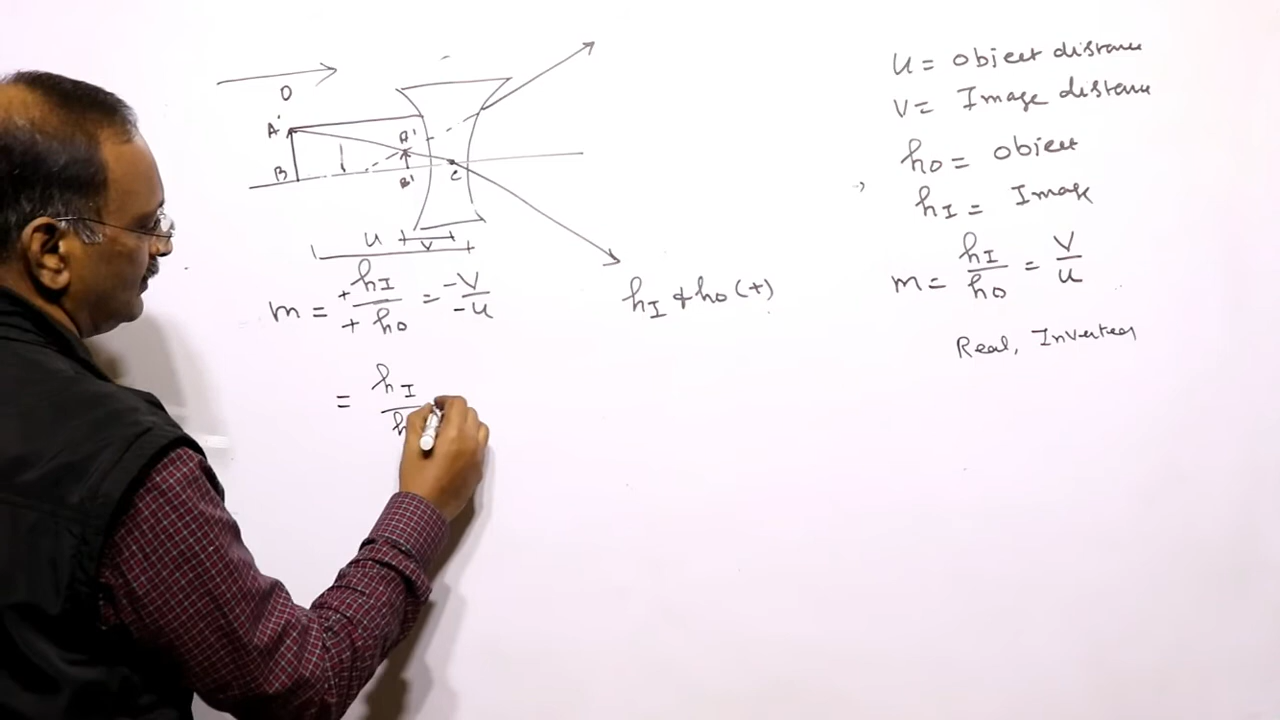 O
A'
A'
B
B'
C
u
v
m = +hI / +ho = -v / -u
= hI / h
hI & ho (+)
u = object distance
v = Image distance
ho = object
hI = Image
m = hI / ho = v / u
Real, Inverted